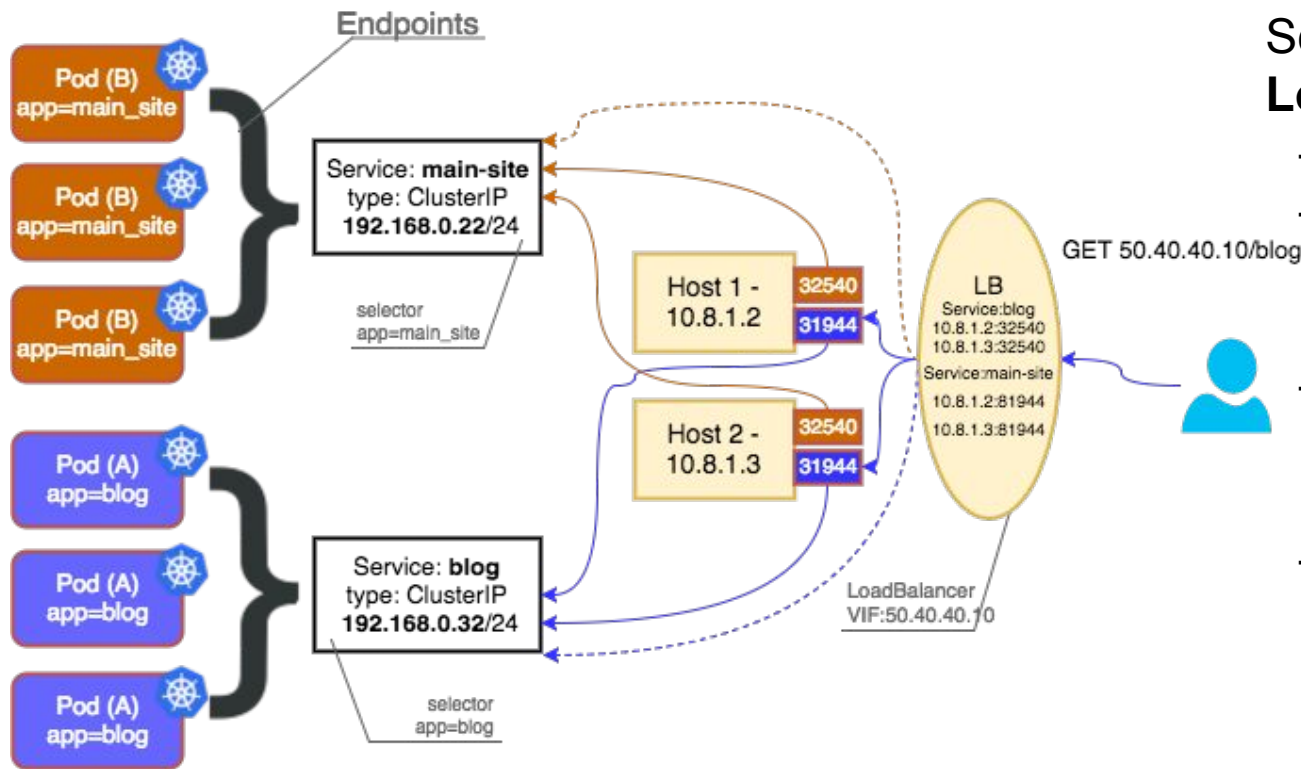 Endpoints
Pod (B)
app=main_site
Pod (B)
app=main_site
Pod (B)
app=main_site
Pod (A)
app=blog
Pod (A)
app=blog
Pod (A)
app=blog
Service: main-site
type: ClusterIP
192.168.0.22/24
selector
app=main_site
Service: blog
type: ClusterIP
192.168.0.32/24
selector
app=blog
Host 1 -
10.8.1.2
32540
31944
Host 2 -
10.8.1.3
32540
31944
LB
Service:blog
10.8.1.2:32540
10.8.1.3:32540
Service:main-site
10.8.1.2:81944
10.8.1.3:81944
LoadBalancer
VIF:50.40.40.10
GET 50.40.40.10/blog